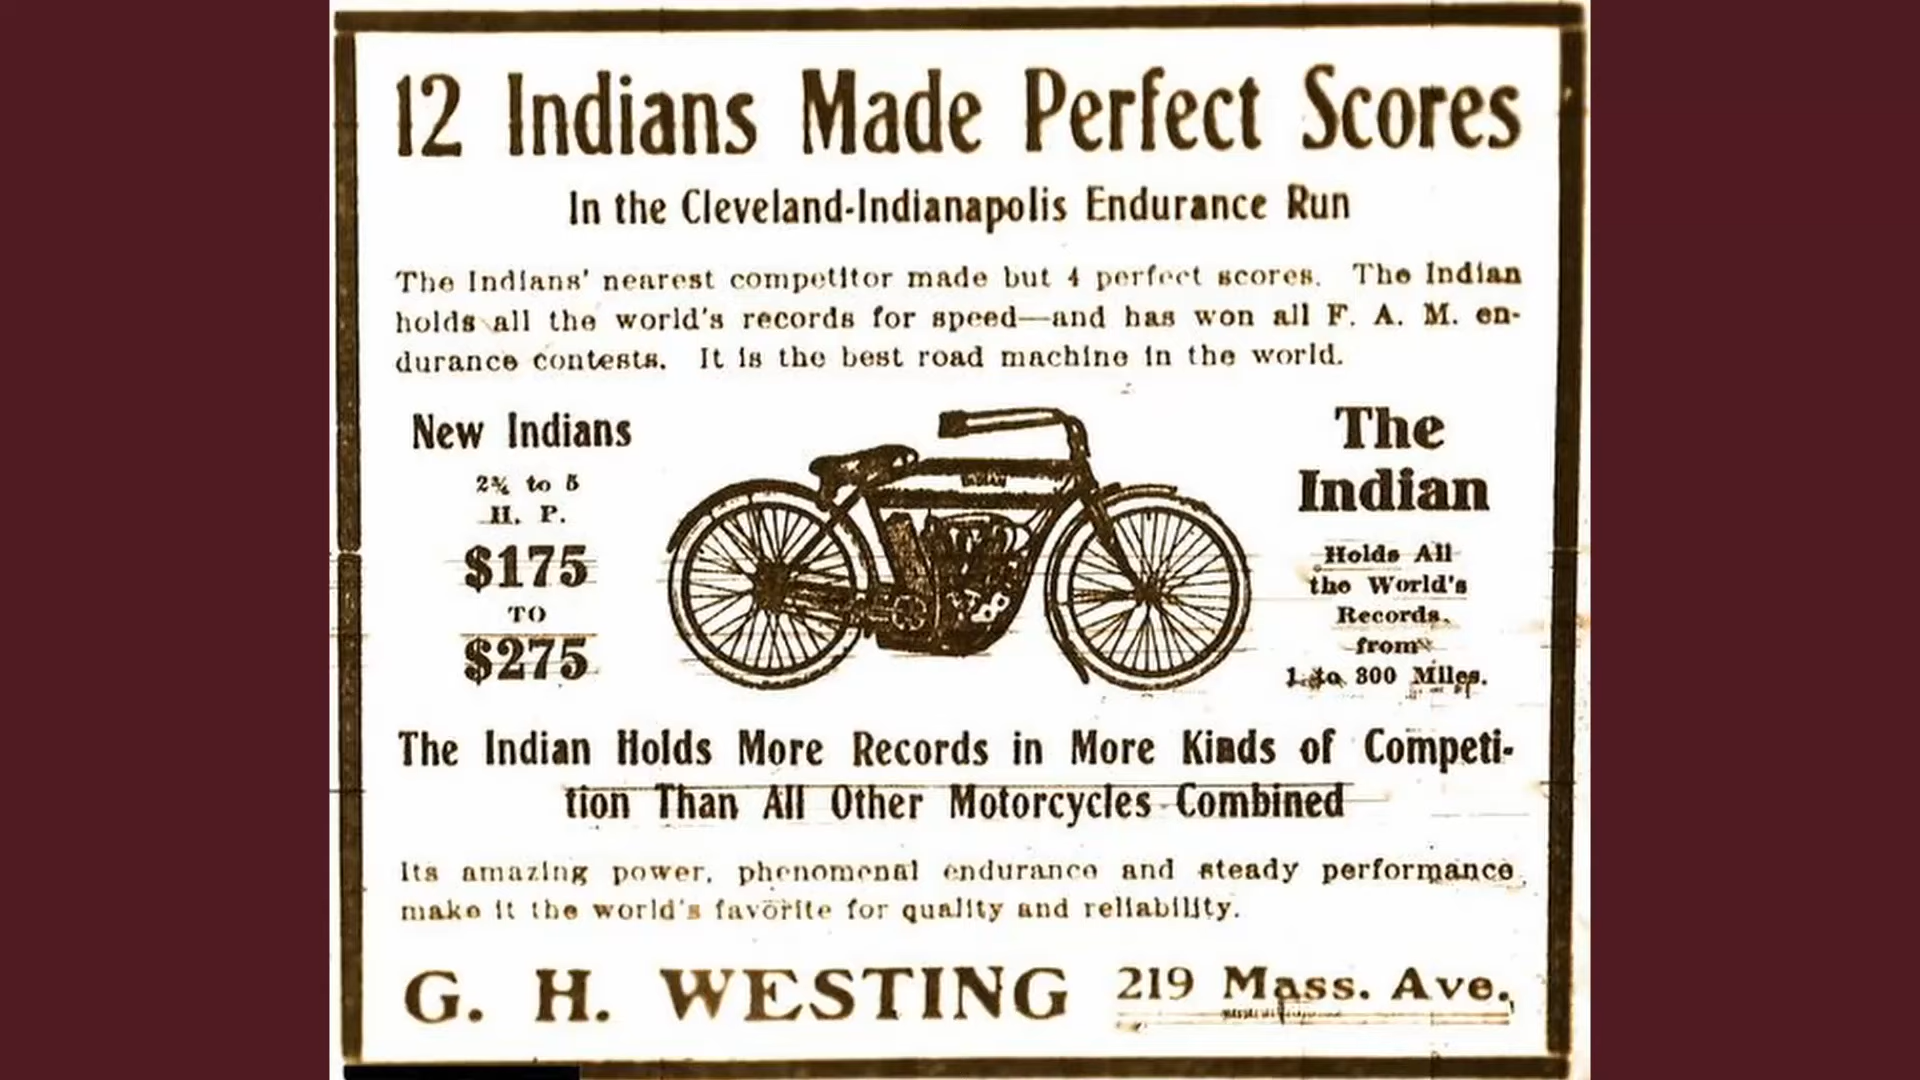 12 Indians Made Perfect Scores
In the Cleveland-Indianapolis Endurance Run
The Indians' nearest competitor made but 4 perfect scores. The Indian
holds all the world's records for speed—and has won all F. A. M. en-
durance contests. It is the best road machine in the world.
New Indians
2¾ to 5
H. P.
$175
TO
$275
INDIAN
The
Indian
Holds All
the World's
Records,
from
1 to 300 Miles.
The Indian Holds More Records in More Kinds of Competi-
tion Than All Other Motorcycles Combined
Its amazing power, phenomenal endurance and steady performance
make it the world's favorite for quality and reliability.
G. H. WESTING 219 Mass. Ave.